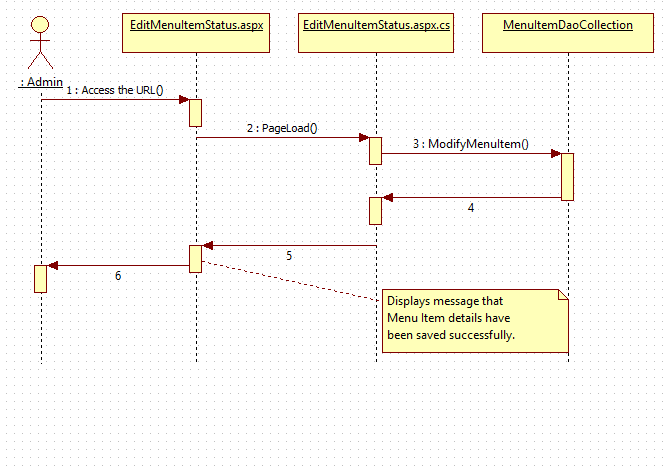 EditMenuItemStatus.aspx
EditMenuItemStatus.aspx.cs
MenuItemDaoCollection
: Admin
1 : Access the URL()
2 : PageLoad()
3 : ModifyMenuItem()
4
5
6
Displays message that
Menu Item details have
been saved successfully.